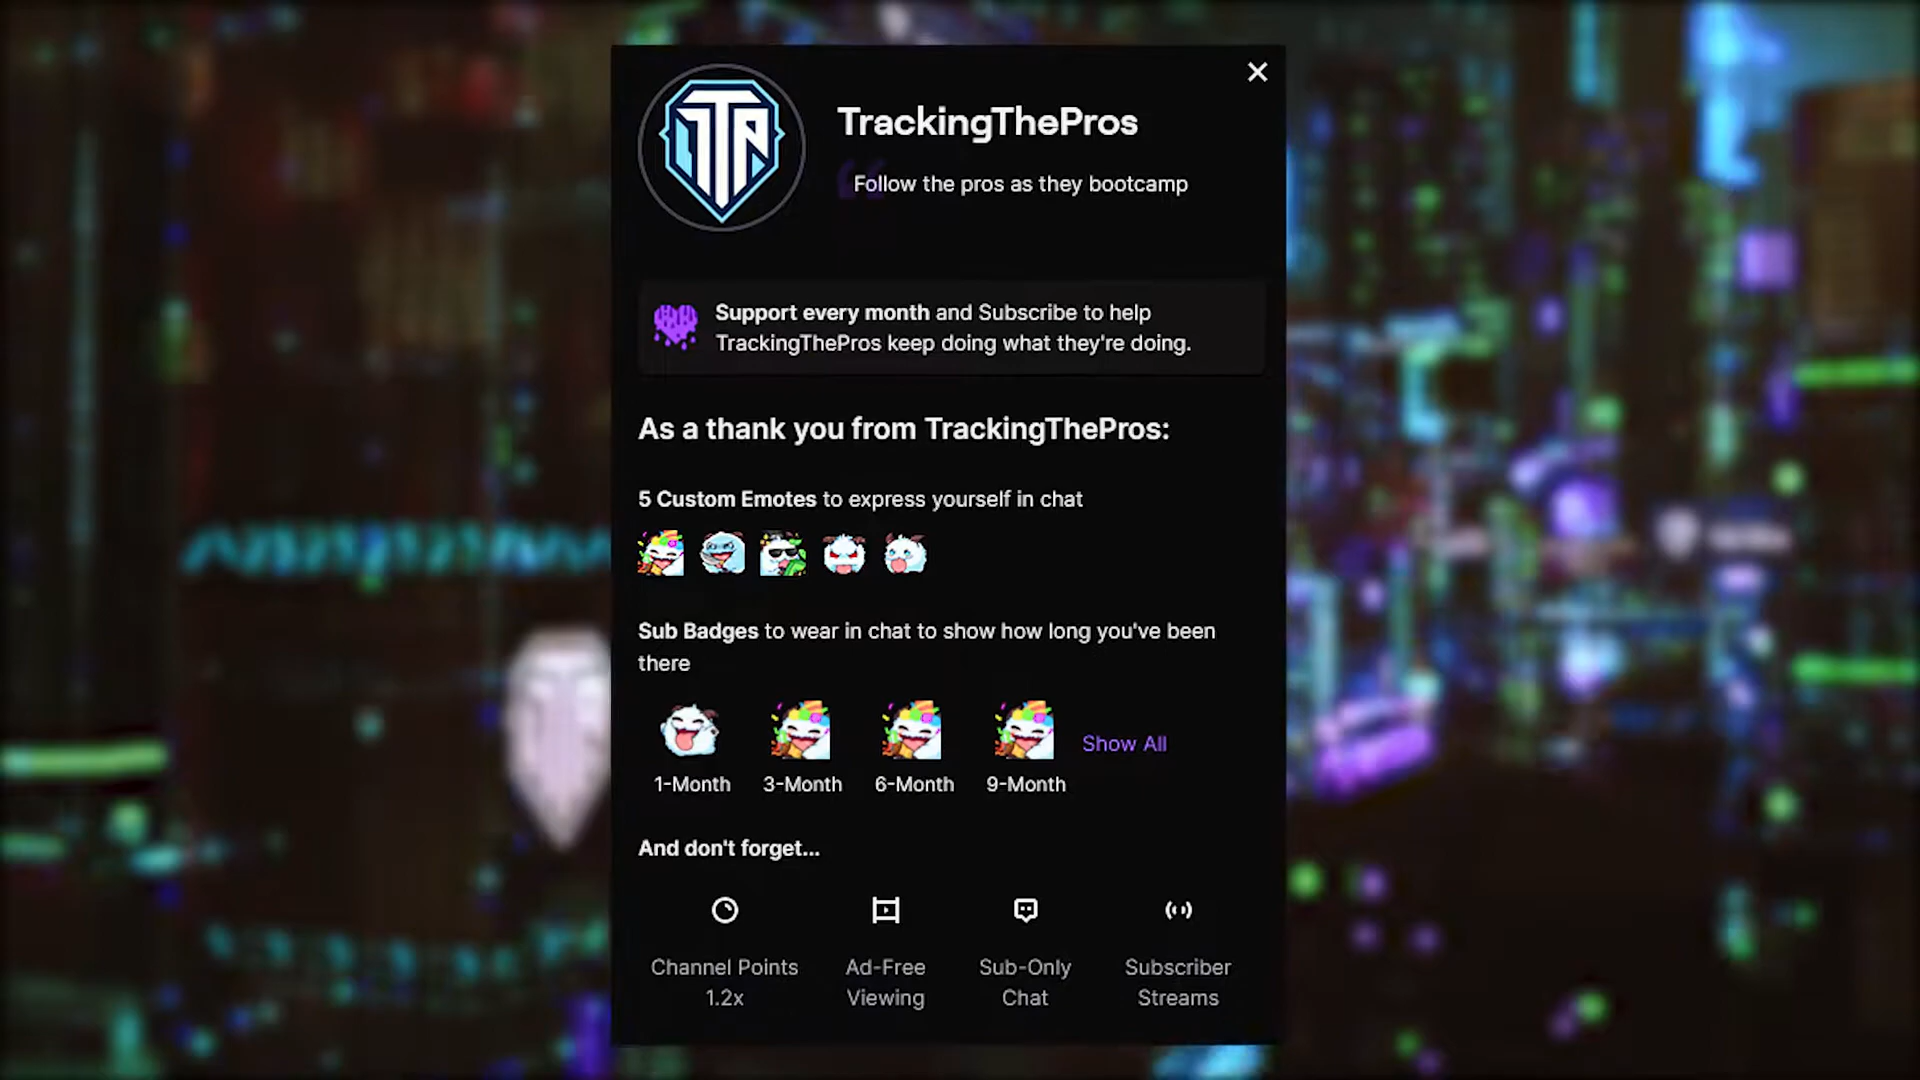 TrackingThePros
Follow the pros as they bootcamp
Support every month and Subscribe to help
TrackingThePros keep doing what they're doing.
As a thank you from TrackingThePros:
5 Custom Emotes to express yourself in chat
Sub Badges to wear in chat to show how long you've been
there
Show All
1-Month 3-Month 6-Month 9-Month
And don't forget...
Channel Points Ad-Free Sub-Only Subscriber
1.2x Viewing Chat Streams